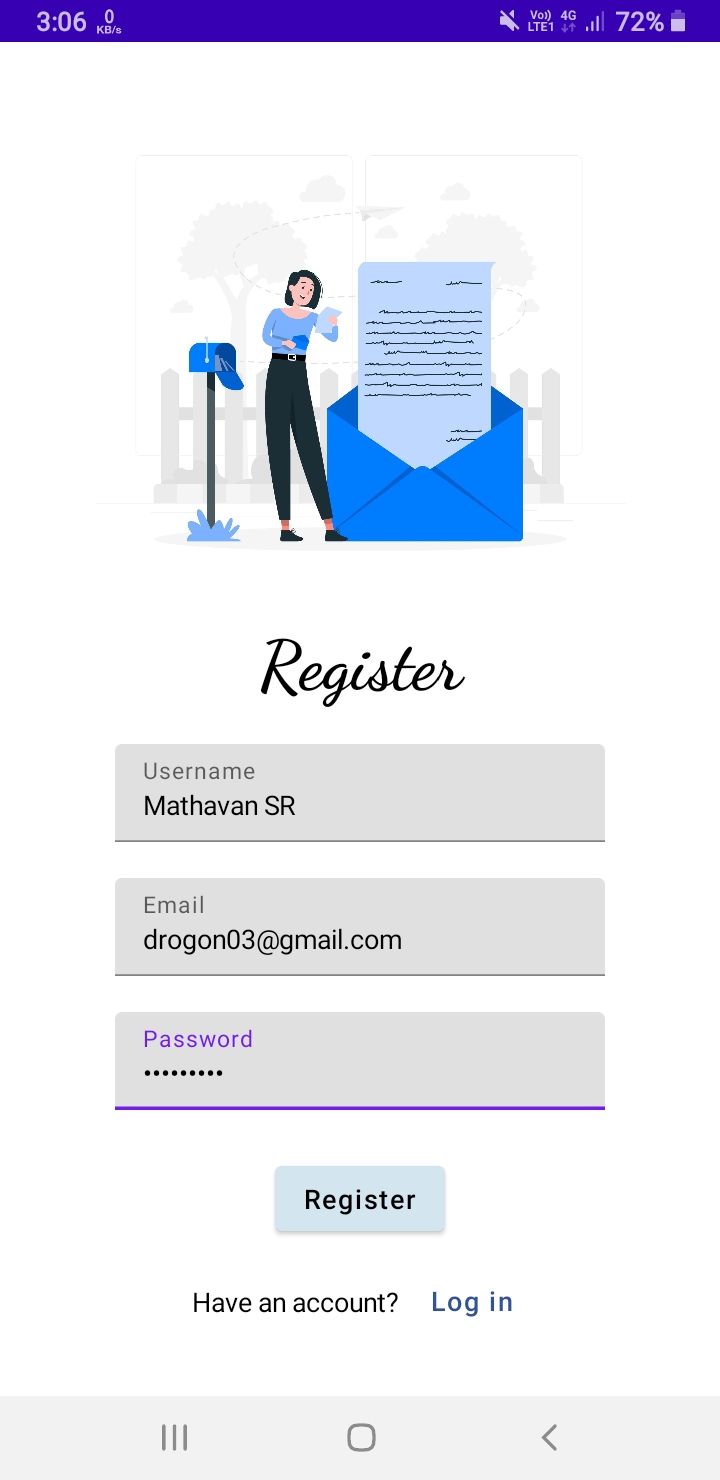 3:06 0 KB/s Vo)) LTE1 4G 72%
Register
Username
Mathavan SR
Email
drogon03@gmail.com
Password
•••••••••
Register
Have an account? Log in